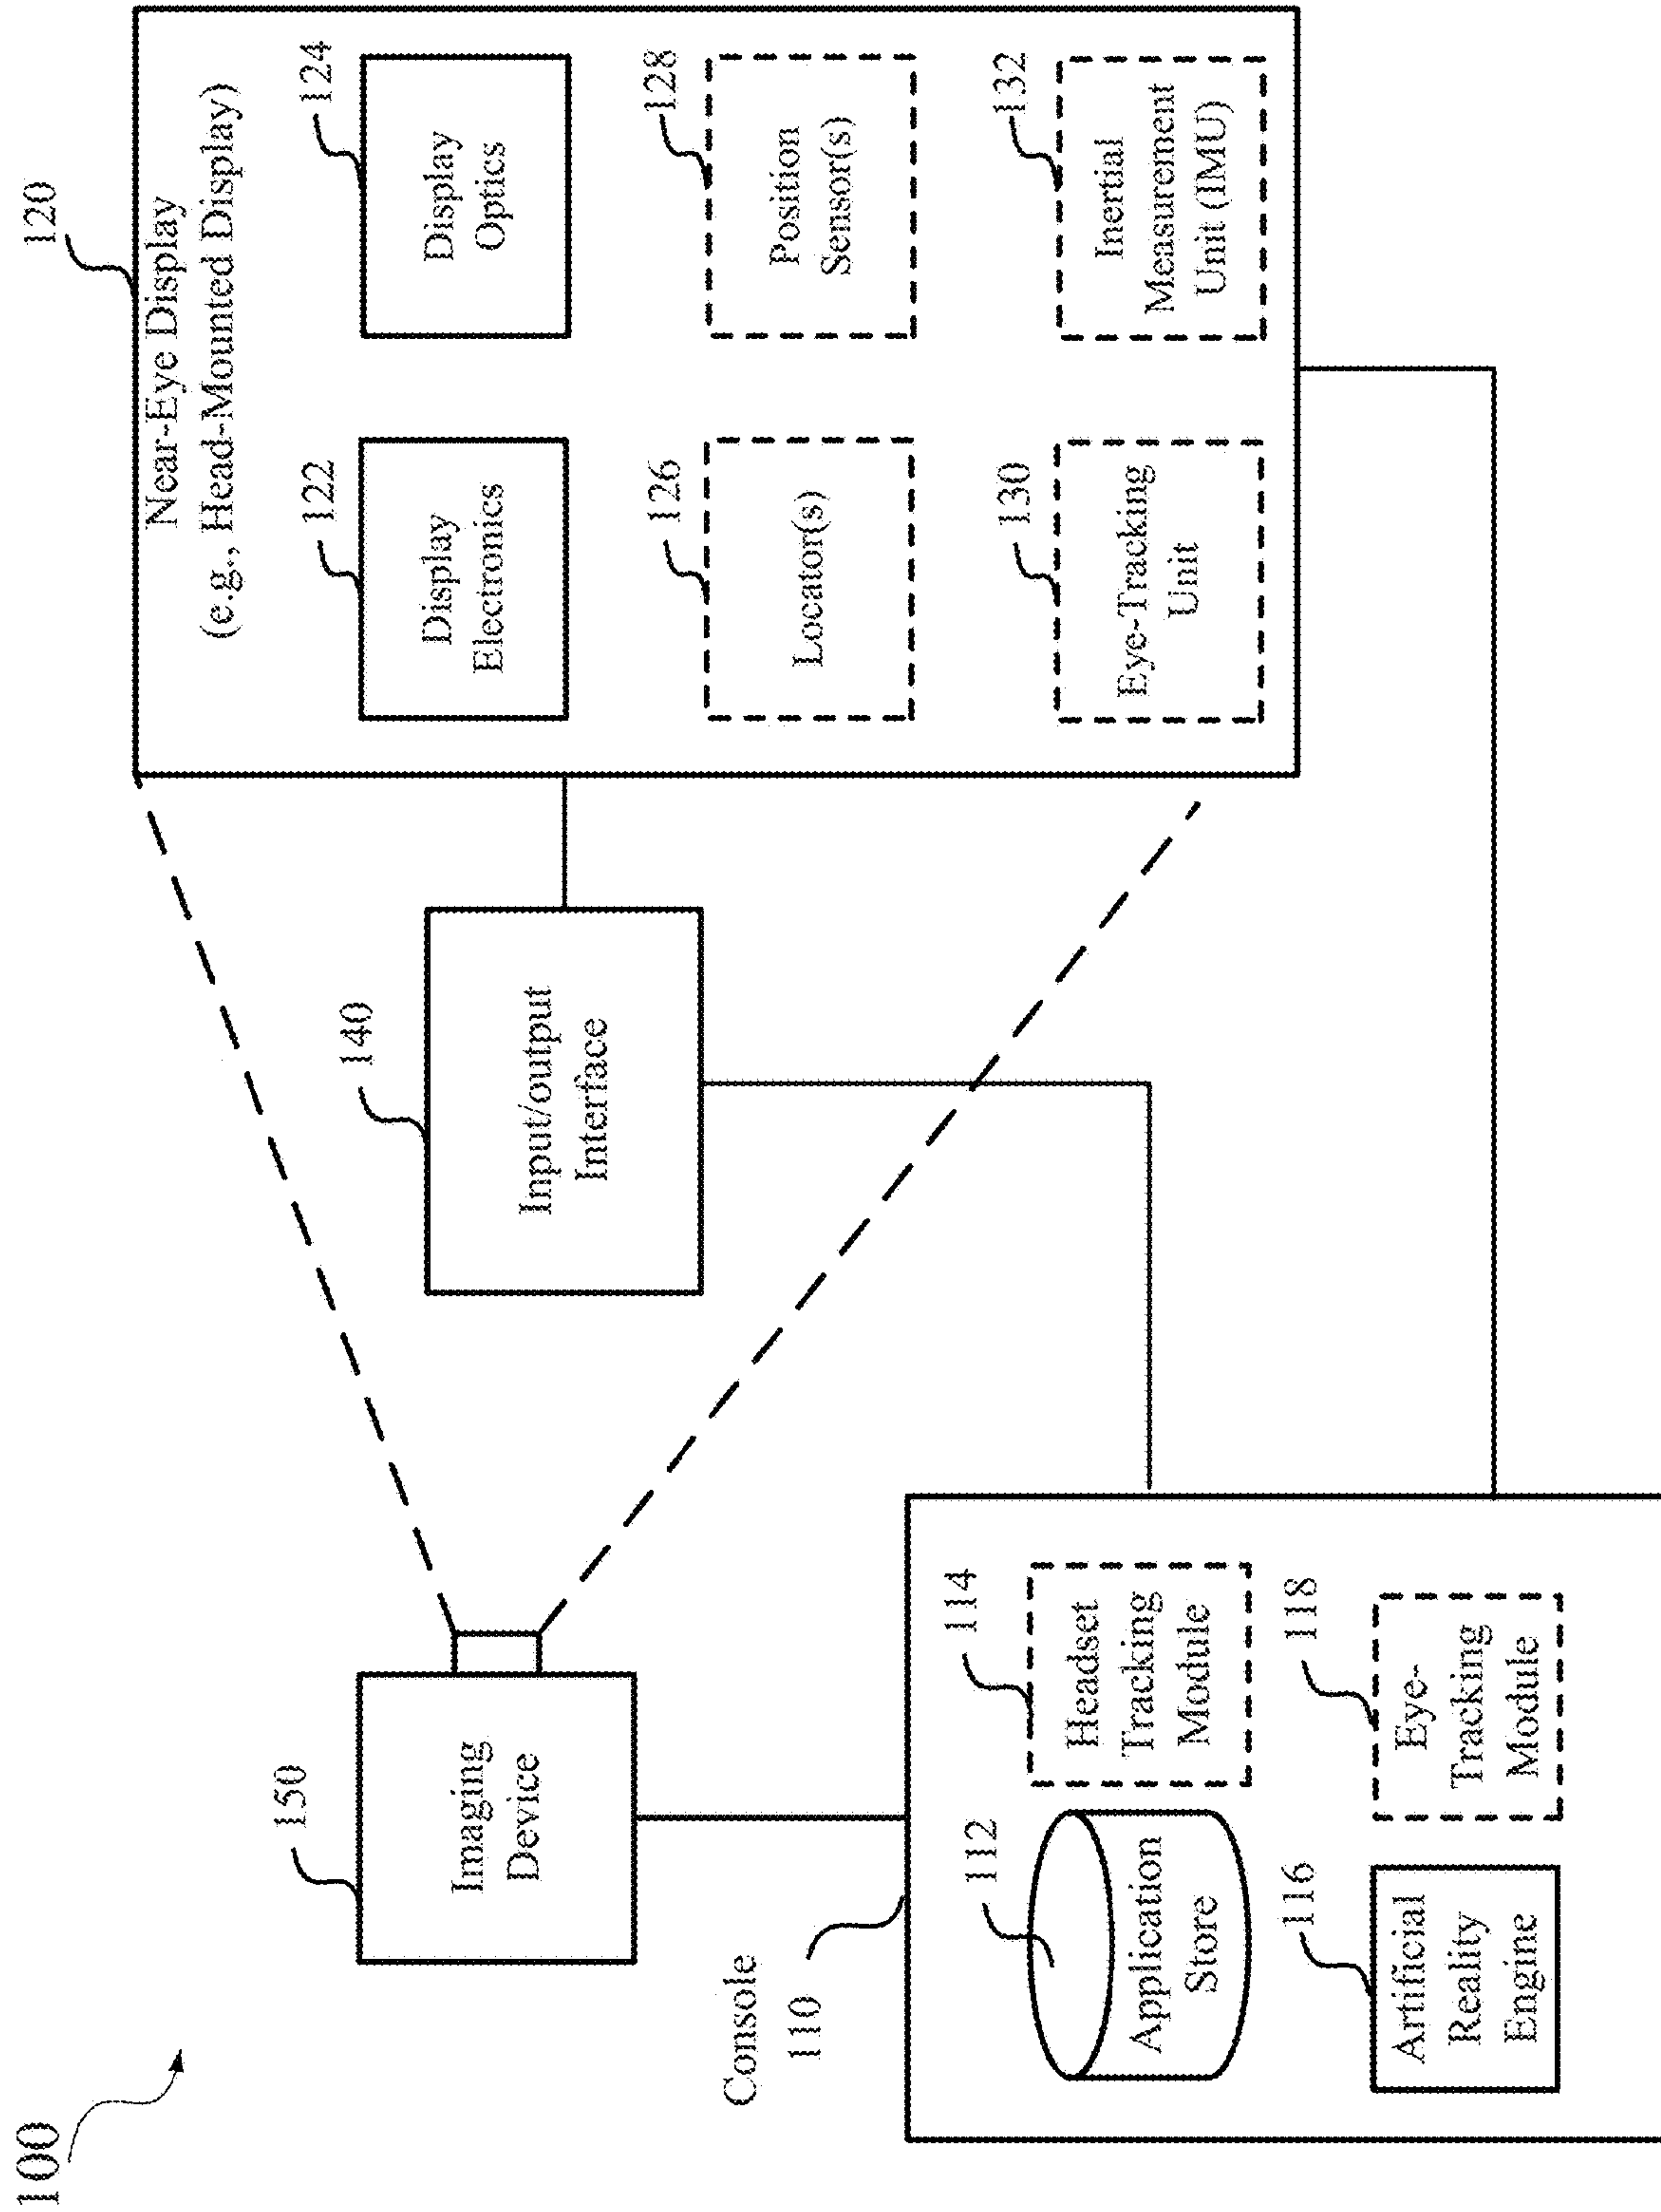 100
120
Near-Eye Display
(e.g., Head-Mounted Display)
150
Imaging
Device
140
Input/output
Interface
122
Display
Electronics
124
Display
Optics
126
Locator(s)
128
Position
Sensor(s)
130
Eye-Tracking
Unit
132
Inertial
Measurement
Unit (IMU)
Console
110
112
Application
Store
114
Headset
Tracking
Module
116
Artificial
Reality
Engine
118
Eye-
Tracking
Module